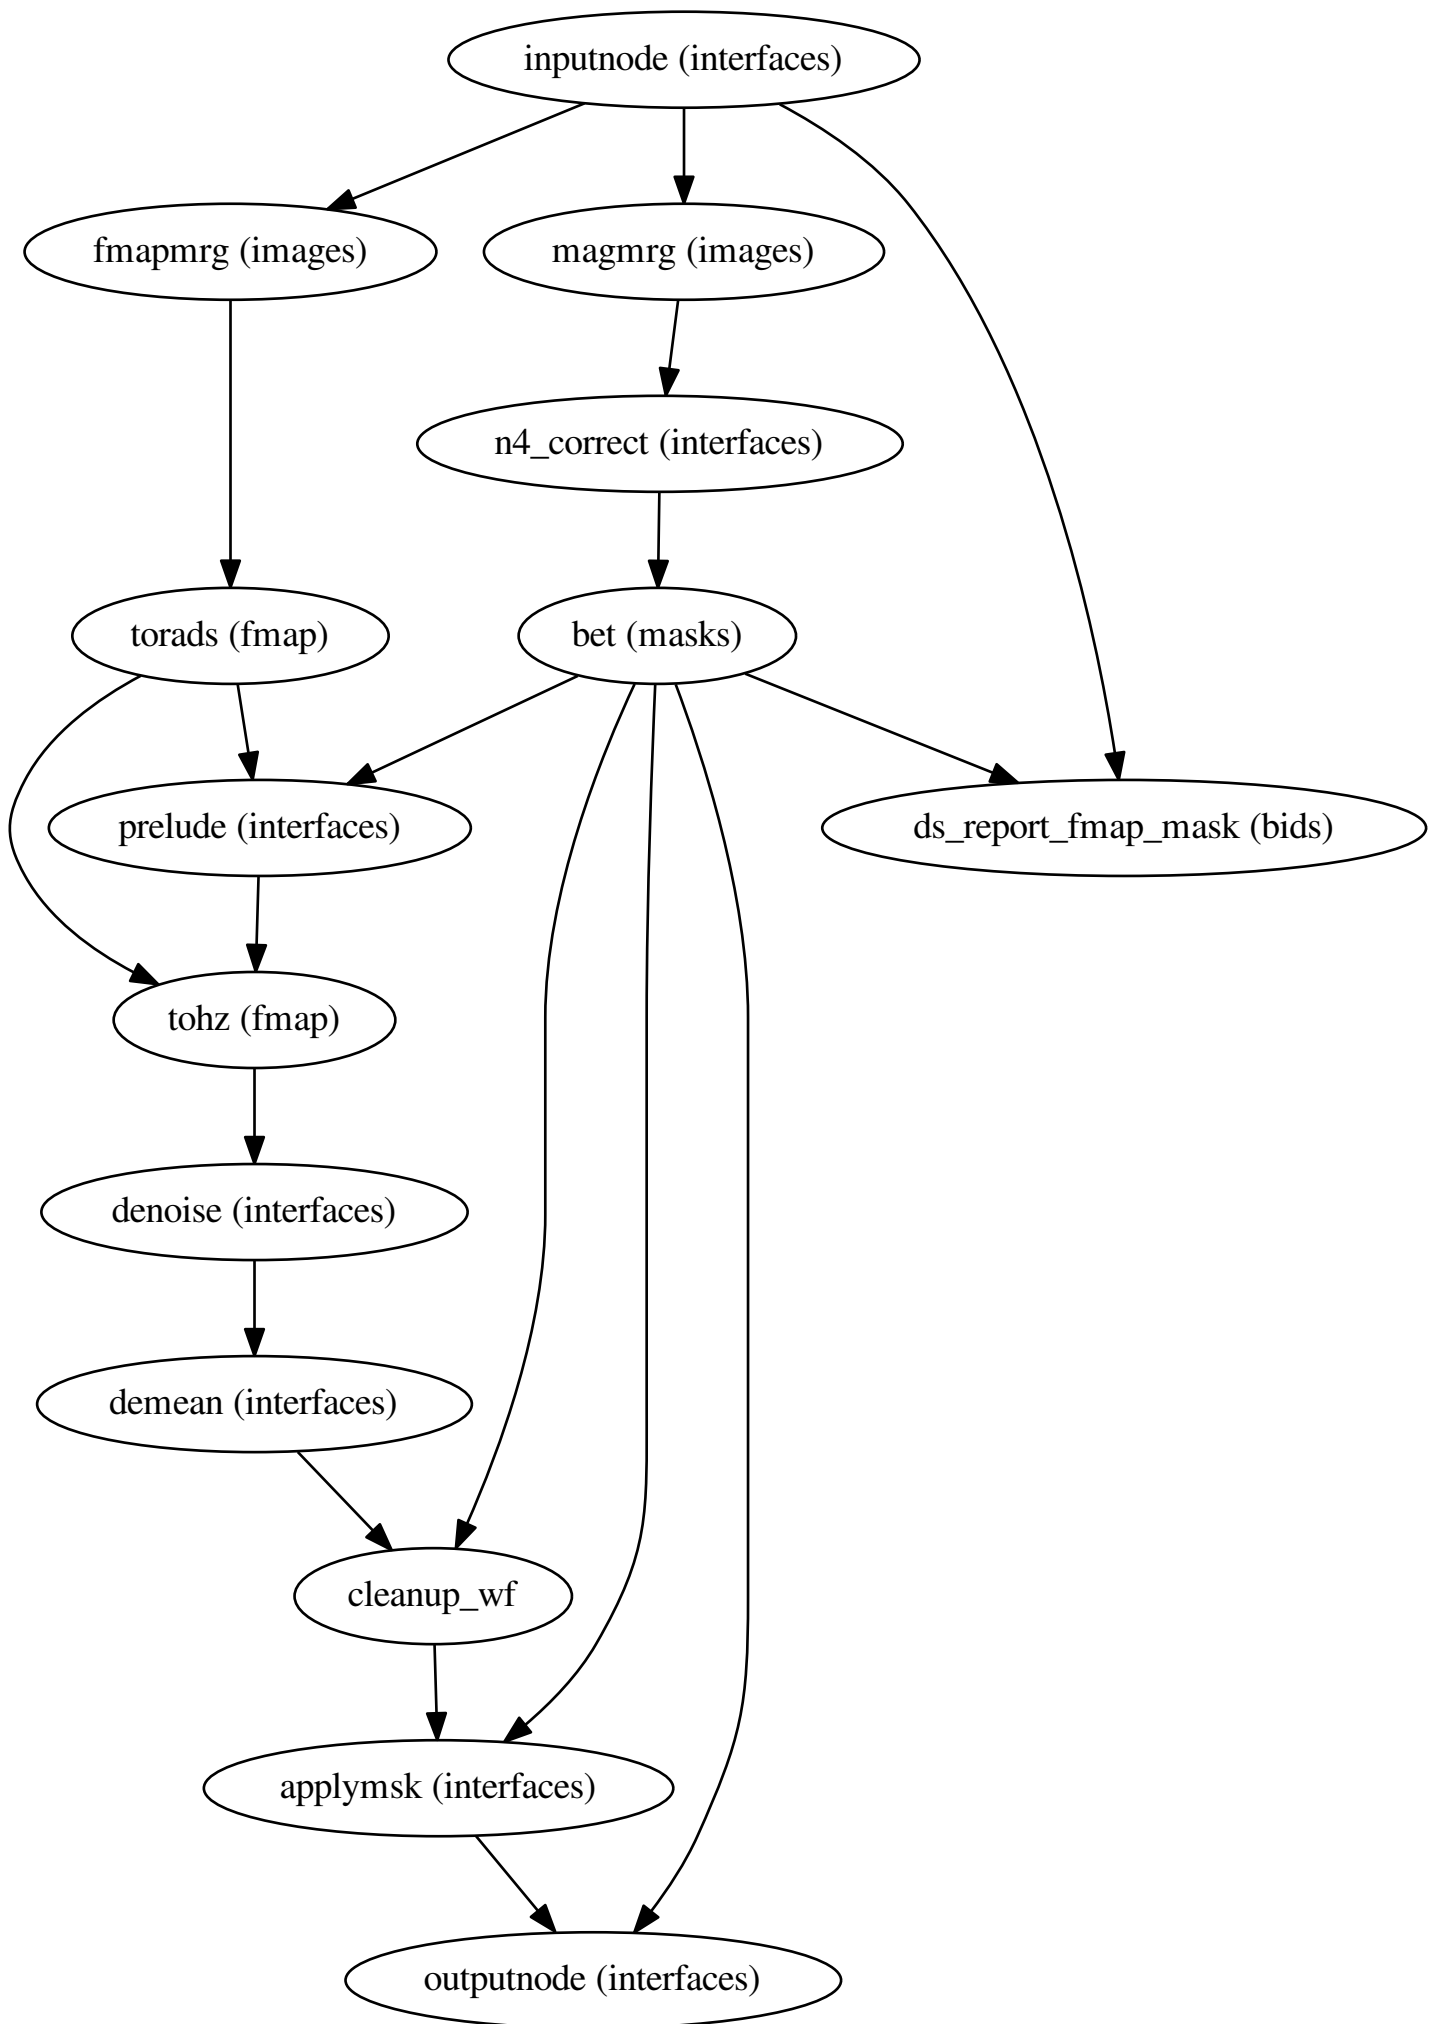 inputnode (interfaces)
fmapmrg (images)
magmrg (images)
n4_correct (interfaces)
torads (fmap)
bet (masks)
prelude (interfaces)
ds_report_fmap_mask (bids)
tohz (fmap)
denoise (interfaces)
demean (interfaces)
cleanup_wf
applymsk (interfaces)
outputnode (interfaces)